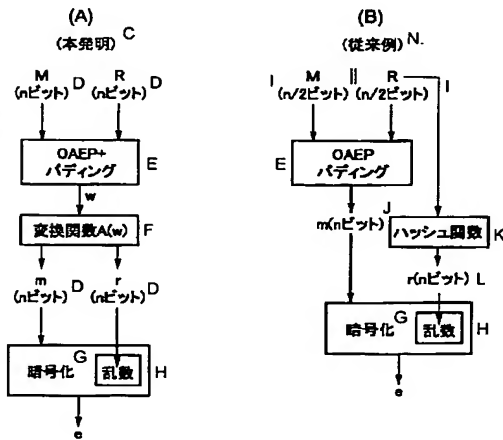 (A)
(本発明) C
M D R D
(nビット) (nビット)
OAEP+
パディング E
w
変換関数A(w) F
m D r D
(nビット) (nビット)
G
暗号化 乱数 H
e
(B)
(従来例) N.
I M || R I
(n/2ビット) (n/2ビット)
E OAEP
パディング
J
m(nビット) ハッシュ関数 K
r(nビット) L
G
暗号化 乱数 H
e